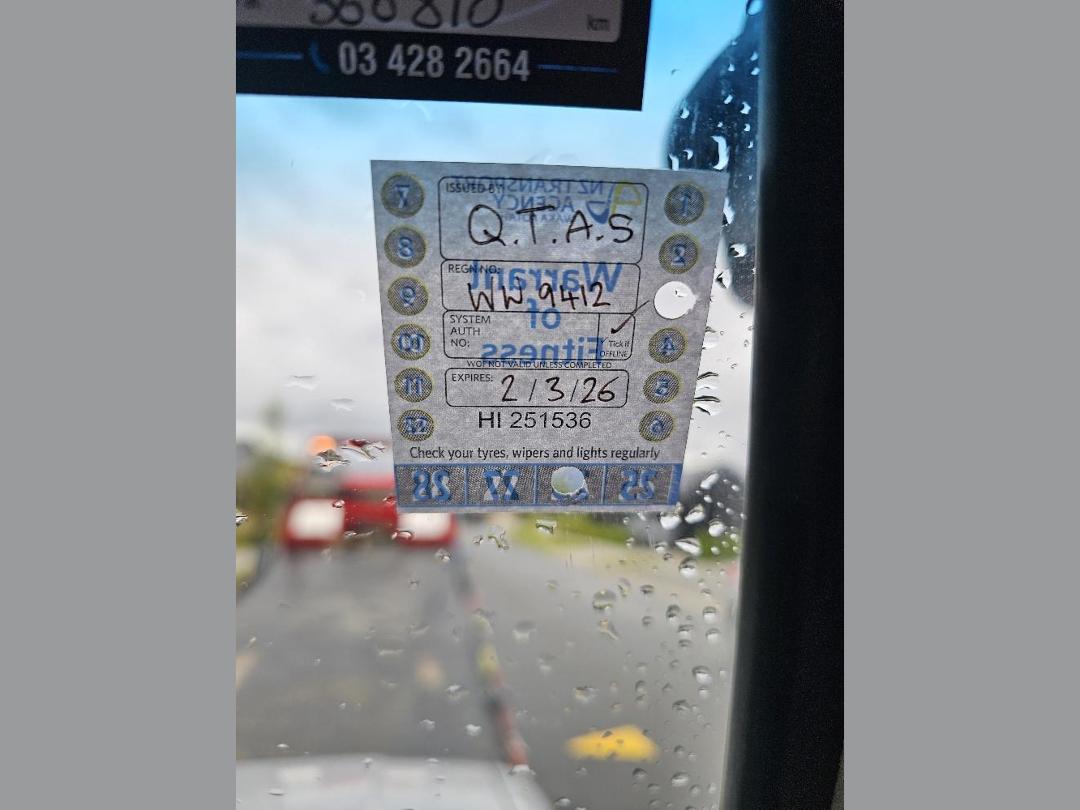 360810 km
03 428 2664
NZ TRANSPORT
AGENCY
ISSUED BY:
Q.T.A.S
Warrant
of
Fitness
REGN NO:
WW 9412
SYSTEM
AUTH
NO:
Tick if
OFFLINE
WOF NOT VALID UNLESS COMPLETED
EXPIRES: 2/3/26
HI 251536
Check your tyres, wipers and lights regularly
7 1
8 2
9
10 4
11 5
12 6
28 27 25